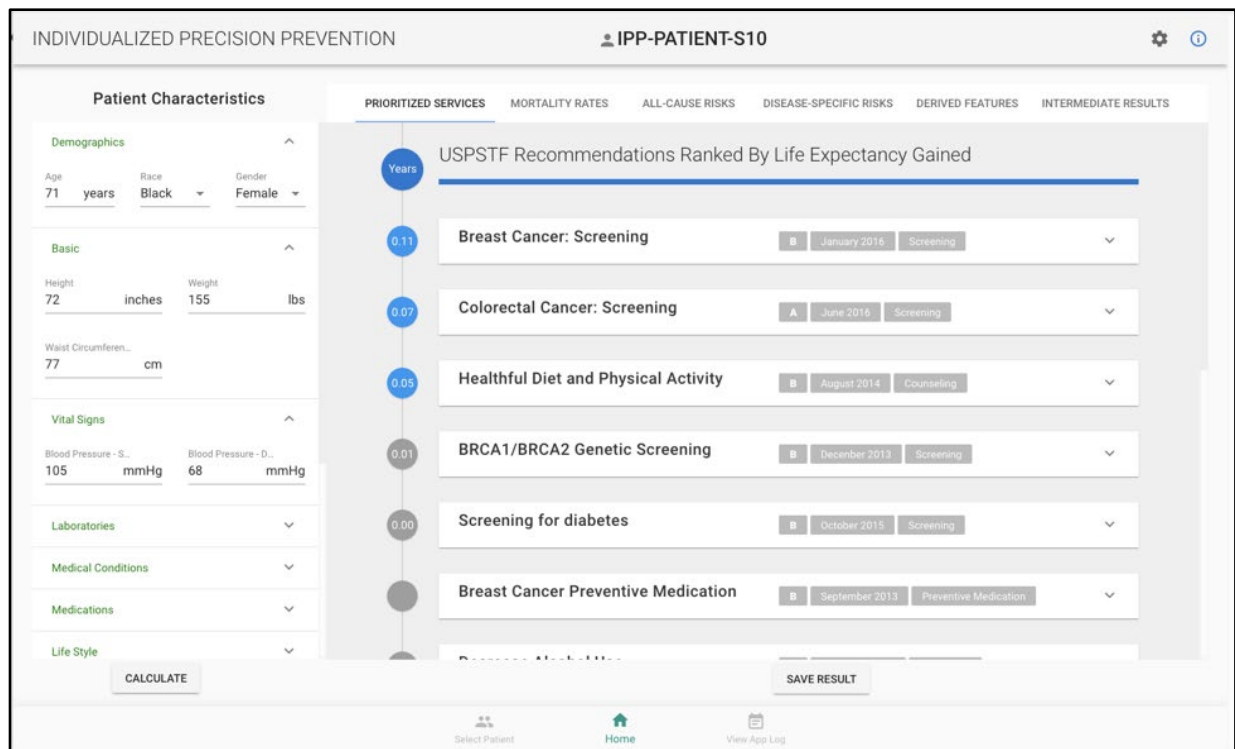 INDIVIDUALIZED PRECISION PREVENTION
IPP-PATIENT-S10
Patient Characteristics
Demographics
Age
71 years
Race
Black
Gender
Female
Basic
Height
72 inches
Weight
155 lbs
Waist Circumferen...
77 cm
Vital Signs
Blood Pressure - S...
105 mmHg
Blood Pressure - D...
68 mmHg
Laboratories
Medical Conditions
Medications
Life Style
CALCULATE
PRIORITIZED SERVICES MORTALITY RATES ALL-CAUSE RISKS DISEASE-SPECIFIC RISKS DERIVED FEATURES INTERMEDIATE RESULTS
Years USPSTF Recommendations Ranked By Life Expectancy Gained
0.11 Breast Cancer: Screening B January 2016 Screening
0.07 Colorectal Cancer: Screening A June 2016 Screening
0.05 Healthful Diet and Physical Activity B August 2014 Counseling
0.01 BRCA1/BRCA2 Genetic Screening B December 2013 Screening
0.00 Screening for diabetes B October 2015 Screening
Breast Cancer Preventive Medication B September 2013 Preventive Medication
Decrease Alcohol Use
SAVE RESULT
Select Patient Home View App Log